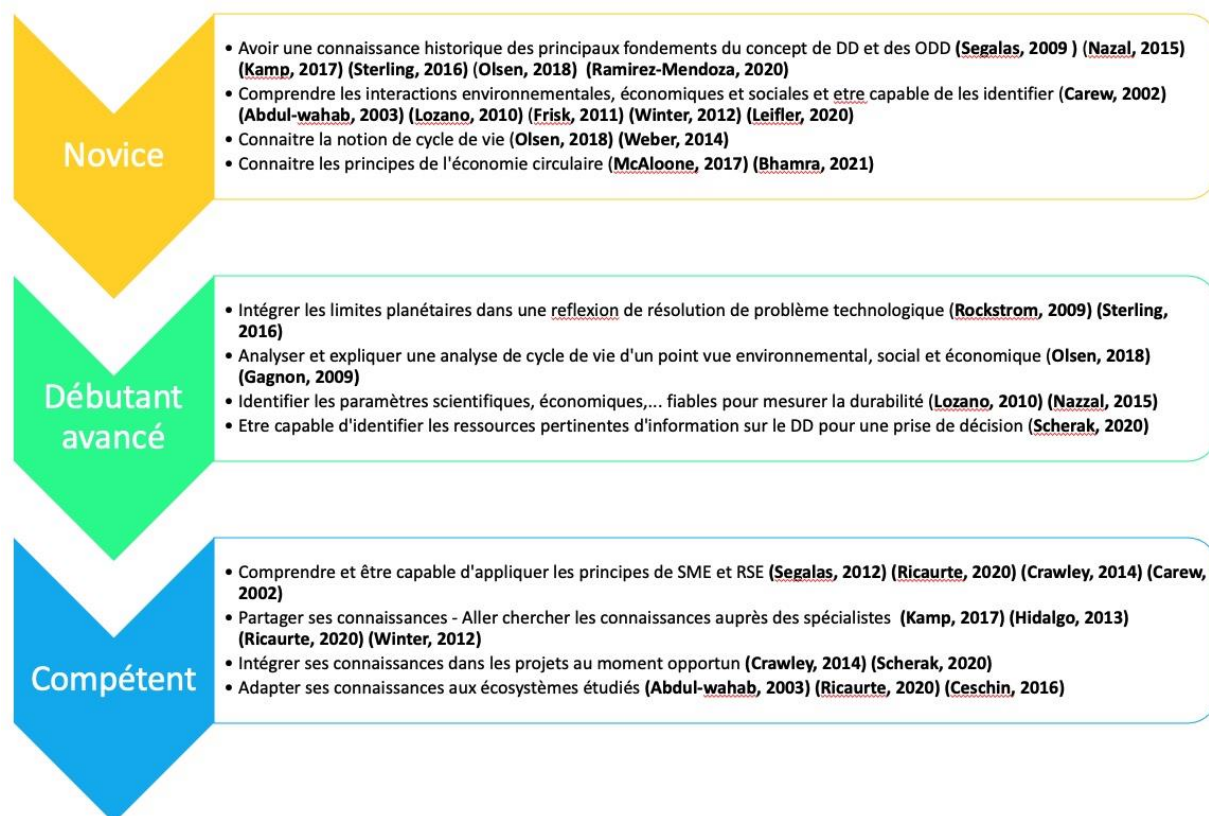 Novice
• Avoir une connaissance historique des principaux fondements du concept de DD et des ODD (Segalas, 2009 ) (Nazal, 2015)
(Kamp, 2017) (Sterling, 2016) (Olsen, 2018)  (Ramirez-Mendoza, 2020)
• Comprendre les interactions environnementales, économiques et sociales et etre capable de les identifier (Carew, 2002)
(Abdul-wahab, 2003) (Lozano, 2010) (Frisk, 2011) (Winter, 2012) (Leifler, 2020)
• Connaitre la notion de cycle de vie (Olsen, 2018) (Weber, 2014)
• Connaitre les principes de l'économie circulaire (McAloone, 2017) (Bhamra, 2021)
Débutant
avancé
• Intégrer les limites planétaires dans une reflexion de résolution de problème technologique (Rockstrom, 2009) (Sterling,
2016)
• Analyser et expliquer une analyse de cycle de vie d'un point vue environnemental, social et économique (Olsen, 2018)
(Gagnon, 2009)
• Identifier les paramètres scientifiques, économiques,... fiables pour mesurer la durabilité (Lozano, 2010) (Nazzal, 2015)
• Etre capable d'identifier les ressources pertinentes d'information sur le DD pour une prise de décision (Scherak, 2020)
Compétent
• Comprendre et être capable d'appliquer les principes de SME et RSE (Segalas, 2012) (Ricaurte, 2020) (Crawley, 2014) (Carew,
2002)
• Partager ses connaissances - Aller chercher les connaissances auprès des spécialistes  (Kamp, 2017) (Hidalgo, 2013)
(Ricaurte, 2020) (Winter, 2012)
• Intégrer ses connaissances dans les projets au moment opportun (Crawley, 2014) (Scherak, 2020)
• Adapter ses connaissances aux écosystèmes étudiés (Abdul-wahab, 2003) (Ricaurte, 2020) (Ceschin, 2016)